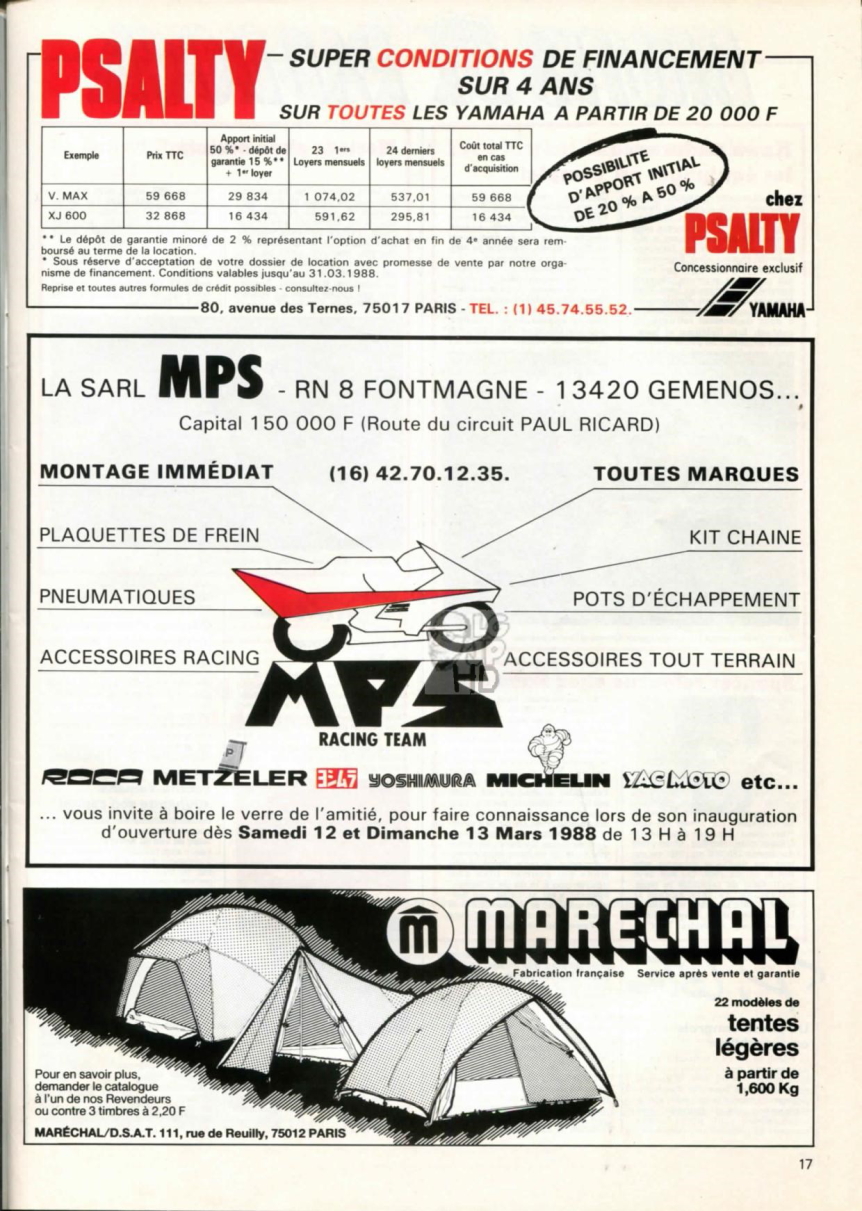 PSALTY
SUPER CONDITIONS DE FINANCEMENT
SUR 4 ANS
SUR TOUTES LES YAMAHA A PARTIR DE 20 000 F
Exemple | Prix TTC | Apport initial 50 %* - dépôt de garantie 15 %** + 1er loyer | 23 1ers Loyers mensuels | 24 derniers loyers mensuels | Coût total TTC en cas d'acquisition
V. MAX | 59 668 | 29 834 | 1 074,02 | 537,01 | 59 668
XJ 600 | 32 868 | 16 434 | 591,62 | 295,81 | 16 434
POSSIBILITE
D'APPORT INITIAL
DE 20 % A 50 %
chez
PSALTY
Concessionnaire exclusif
YAMAHA
** Le dépôt de garantie minoré de 2 % représentant l'option d'achat en fin de 4e année sera rem-
boursé au terme de la location.
* Sous réserve d'acceptation de votre dossier de location avec promesse de vente par notre orga-
nisme de financement. Conditions valables jusqu'au 31.03.1988.
Reprise et toutes autres formules de crédit possibles - consultez-nous !
80, avenue des Ternes, 75017 PARIS - TEL. : (1) 45.74.55.52.
LA SARL MPS - RN 8 FONTMAGNE - 13420 GEMENOS...
Capital 150 000 F (Route du circuit PAUL RICARD)
MONTAGE IMMÉDIAT (16) 42.70.12.35. TOUTES MARQUES
PLAQUETTES DE FREIN KIT CHAINE
PNEUMATIQUES POTS D'ÉCHAPPEMENT
ACCESSOIRES RACING ACCESSOIRES TOUT TERRAIN
MPS
RACING TEAM
P
ROCA METZELER ヨシムラ YOSHIMURA MICHELIN YACMOTO etc...
... vous invite à boire le verre de l'amitié, pour faire connaissance lors de son inauguration
d'ouverture dès Samedi 12 et Dimanche 13 Mars 1988 de 13 H à 19 H
m MARECHAL
Fabrication française Service après vente et garantie
22 modèles de
tentes
légères
à partir de
1,600 Kg
Pour en savoir plus,
demander le catalogue
à l'un de nos Revendeurs
ou contre 3 timbres à 2,20 F
MARÉCHAL/D.S.A.T. 111, rue de Reuilly, 75012 PARIS
17